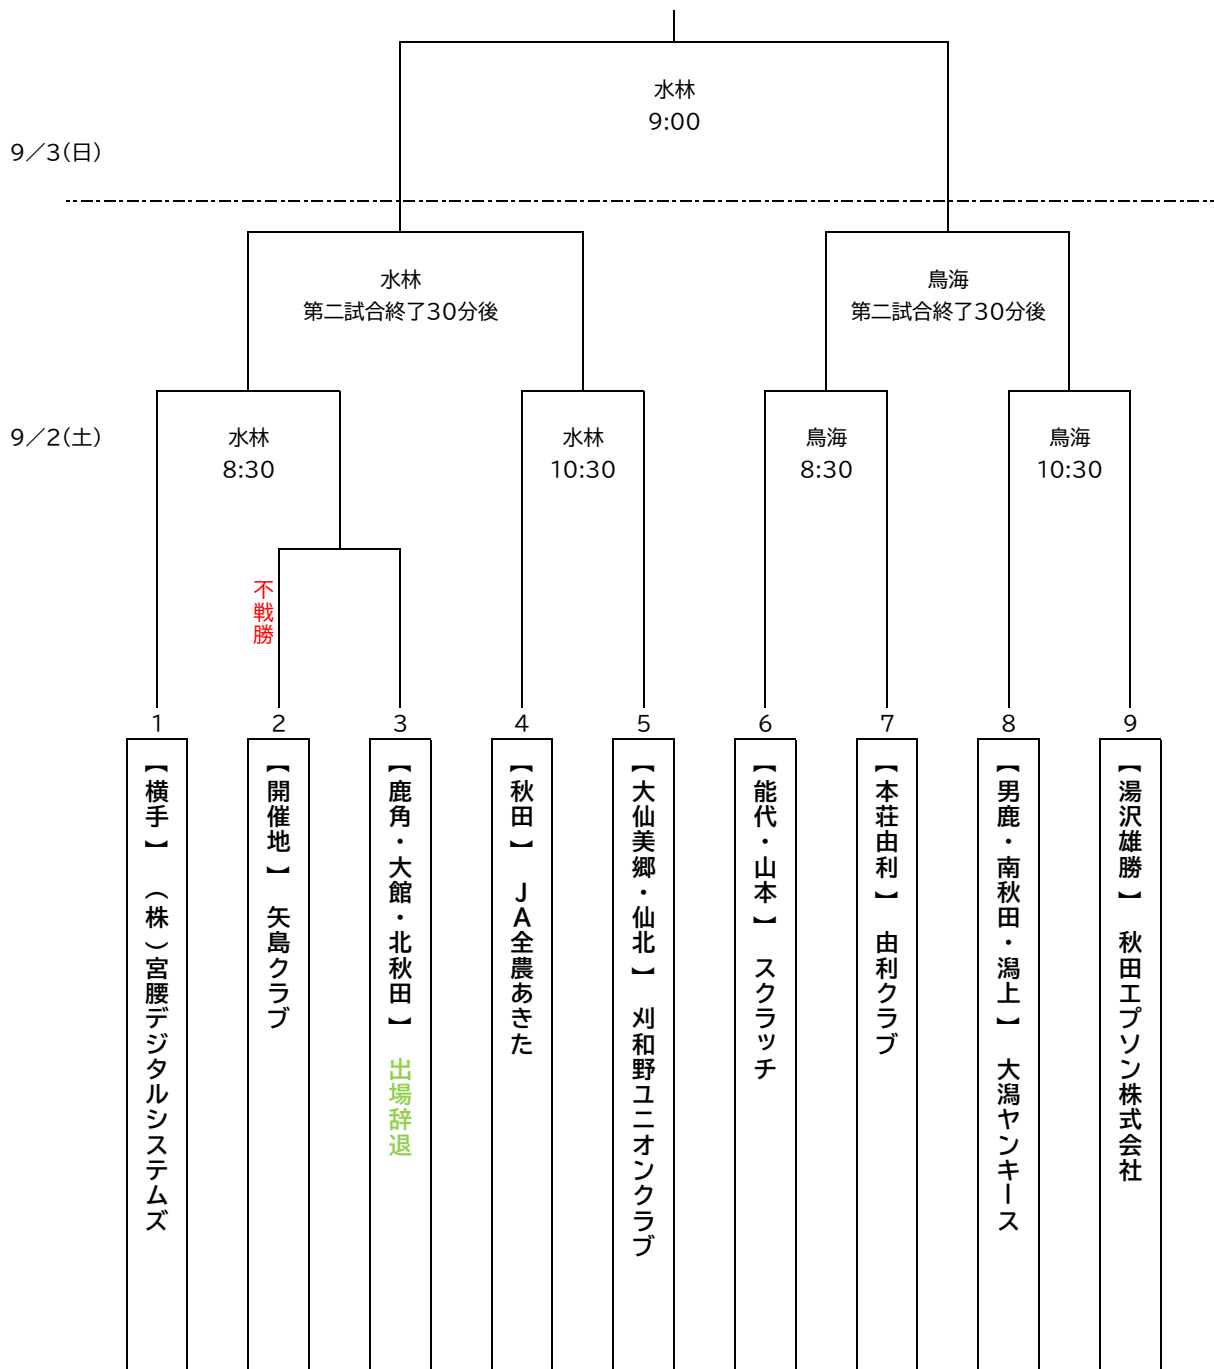 水林
9:00
9／3(日)
水林
第二試合終了30分後
鳥海
第二試合終了30分後
9／2(土)
水林
8:30
水林
10:30
鳥海
8:30
鳥海
10:30
不戦勝
1
2
3
4
5
6
7
8
9
【横手】　（株）宮腰デジタルシステムズ
【開催地】　矢島クラブ
【鹿角・大館・北秋田】　出場辞退
【秋田】　ＪＡ全農あきた
【大仙美郷・仙北】　刈和野ユニオンクラブ
【能代・山本】　スクラッチ
【本荘由利】　由利クラブ
【男鹿・南秋田・潟上】　大潟ヤンキース
【湯沢雄勝】　秋田エプソン株式会社